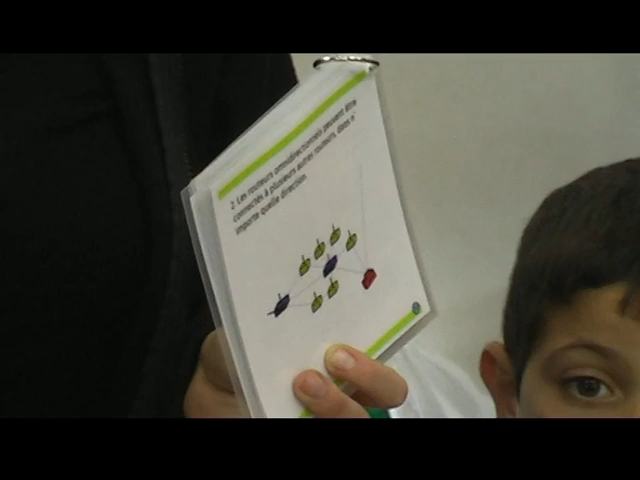 2. Les routeurs omnidirectionnels peuvent être
connectés à plusieurs autres routeurs, dans n'
importe quelle direction.